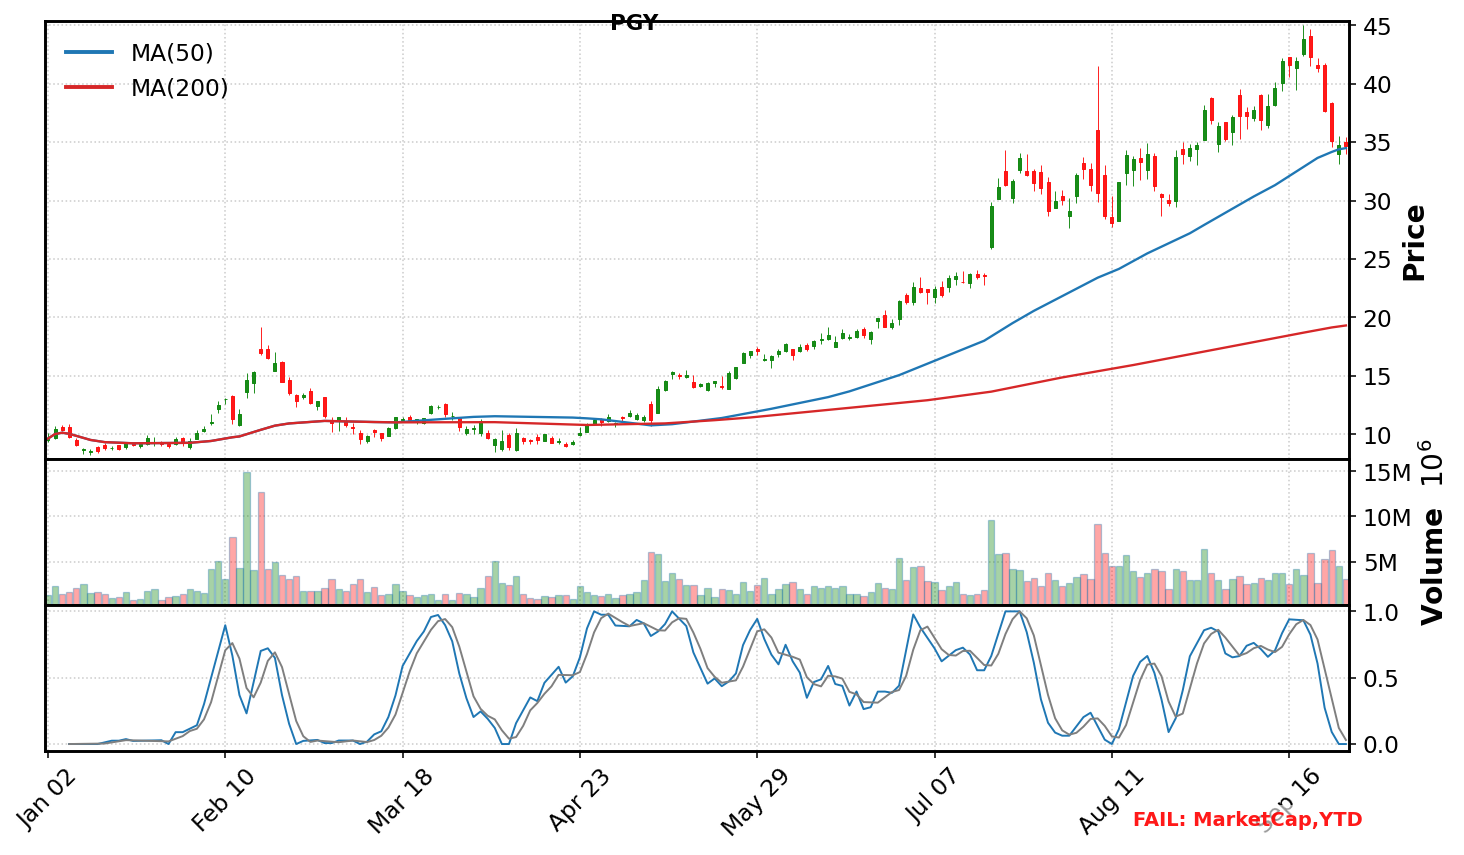 PGY
MA(50)
MA(200)
45
40
35
30
25
20
15
10
Price
15M
10M
5M
Volume 10^6
1.0
0.5
0.0
Jan 02
Feb 10
Mar 18
Apr 23
May 29
Jul 07
Aug 11
Sep 16
FAIL: MarketCap,YTD